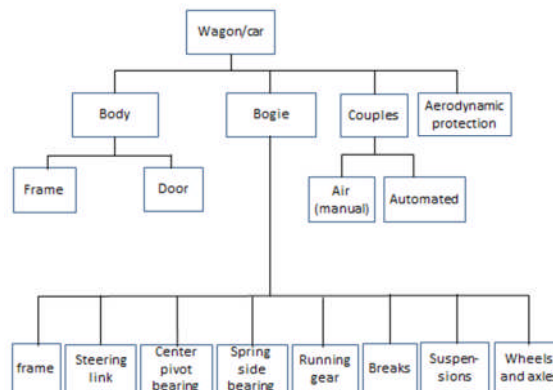 Wagon/car
Body
Bogie
Couples
Aerodynamic
protection
Frame
Door
Air
(manual)
Automated
frame
Steering
link
Center
pivot
bearing
Spring
side
bearing
Running
gear
Breaks
Suspen-
sions
Wheels
and axle